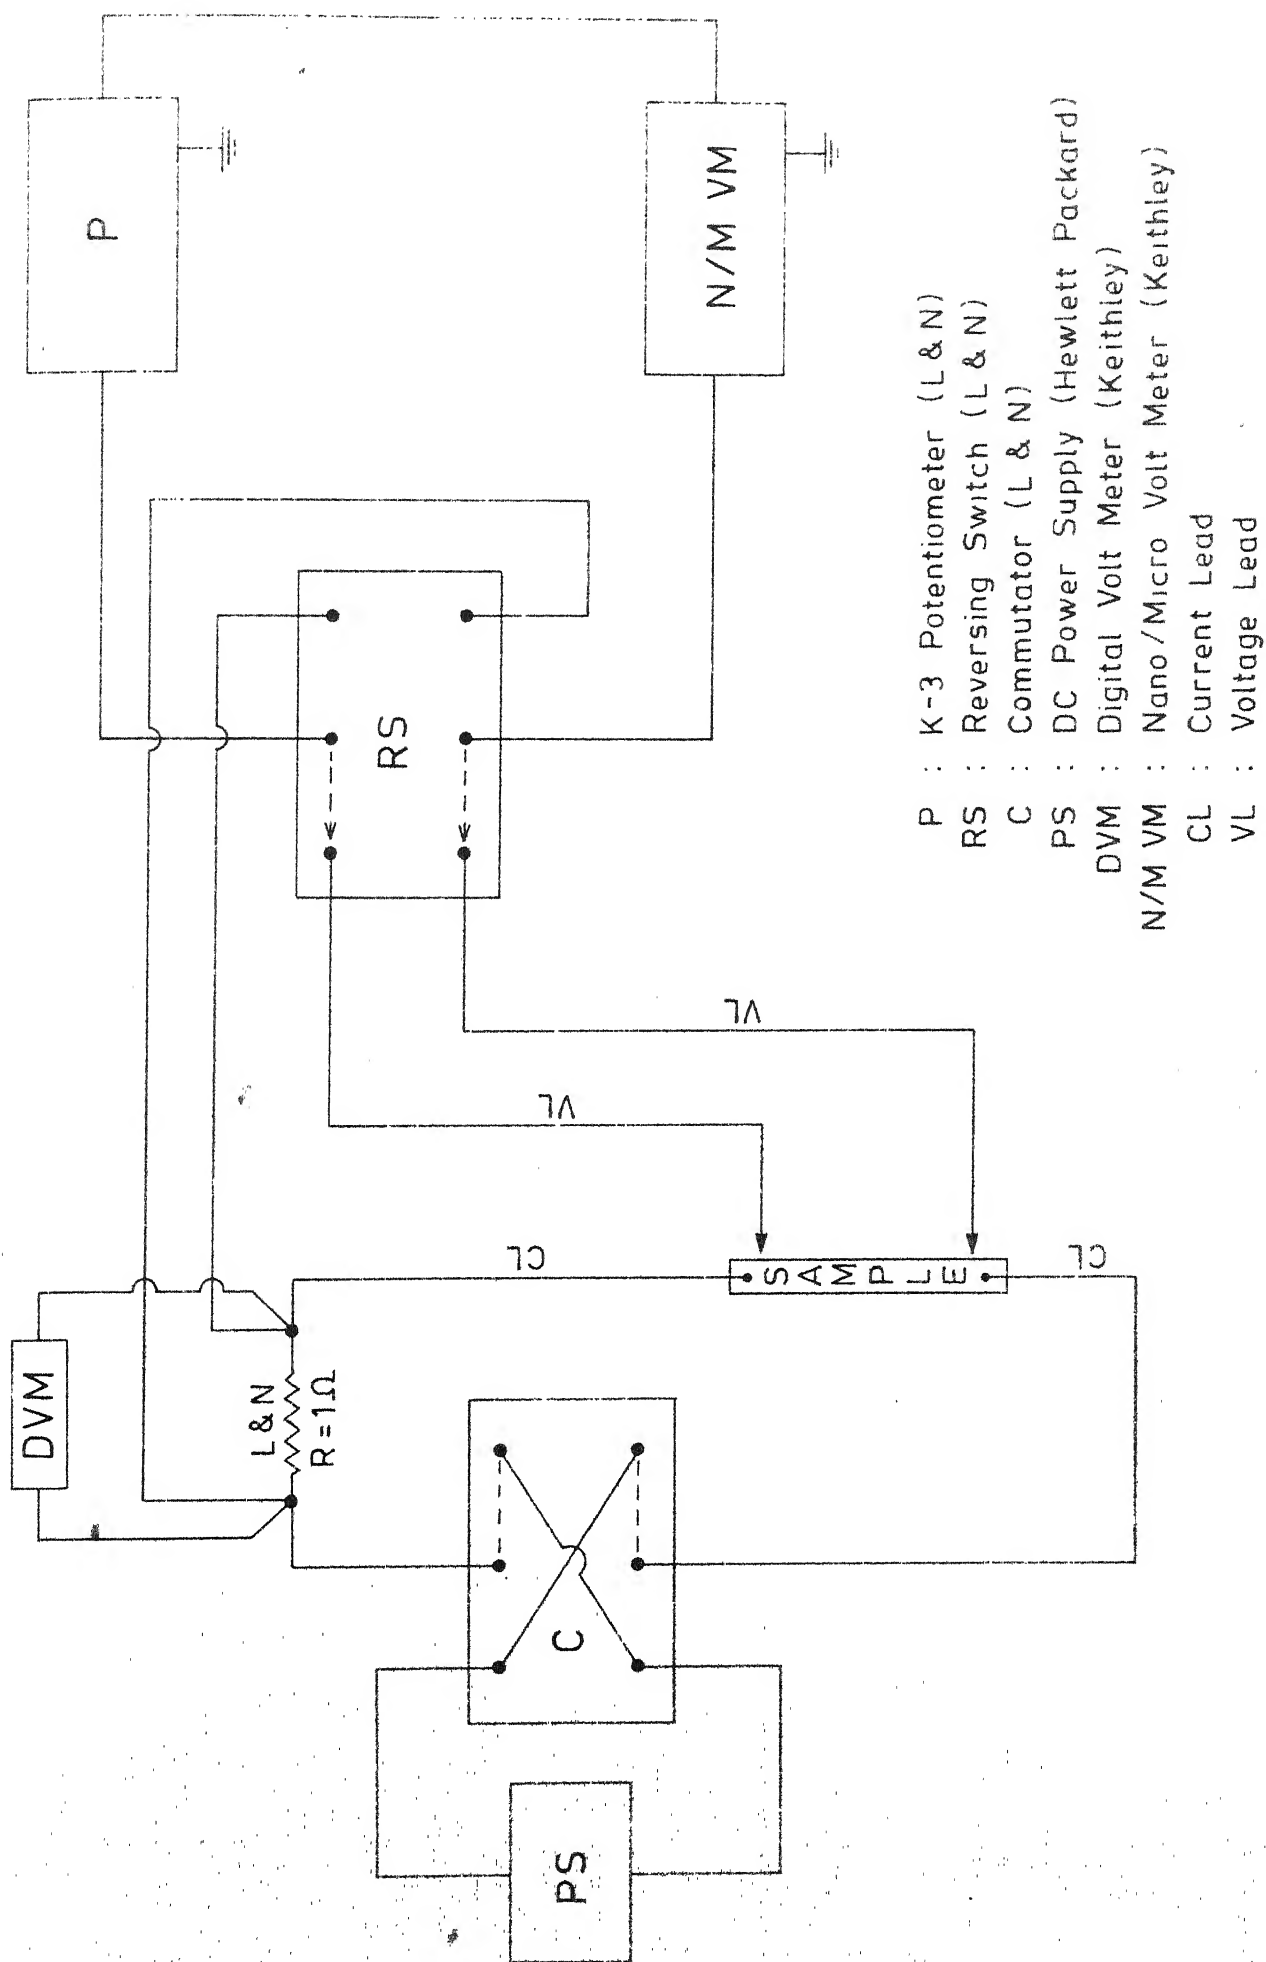 DVM
L&N
R=1Ω
PS
C
CL
SAMPLE
CL
VL
VL
RS
P
N/M VM
P : K-3 Potentiometer (L & N)
RS : Reversing Switch (L & N)
C : Commutator (L & N)
PS : DC Power Supply (Hewlett Packard)
DVM : Digital Volt Meter (Keithley)
N/M VM : Nano/Micro Volt Meter (Keithley)
CL : Current Lead
VL : Voltage Lead